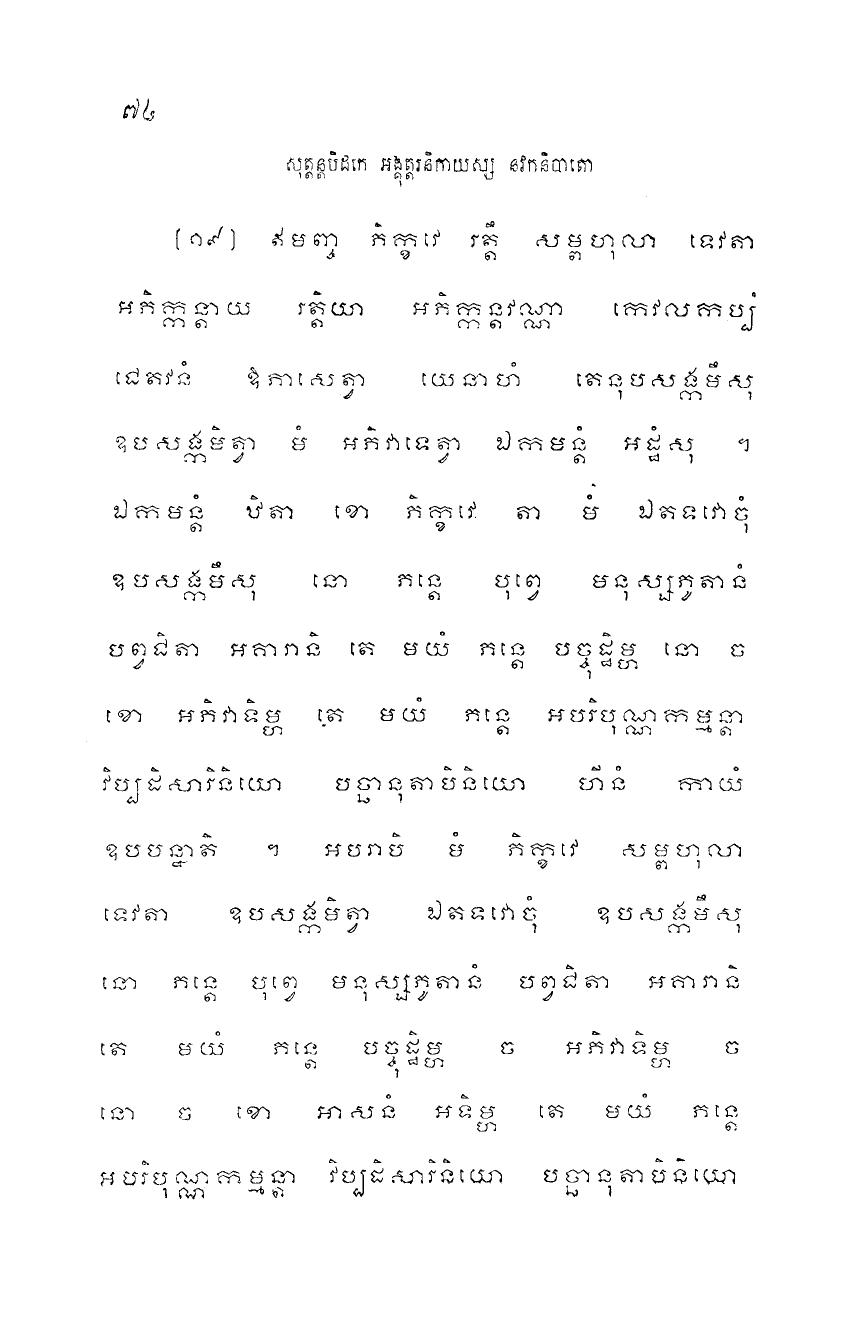 ៧៤
សុត្តន្តបិដកេ អង្គុត្តរនិកាយស្ស នវកនិបាតោ
(១៩) ឥមញ្ច ភិក្ខវេ រត្តឹ សម្ពហុលា ទេវតា
អភិក្កន្តាយ រត្តិយា អភិក្កន្តវណ្ណា កេវលកប្បំ
ជេតវនំ ឱភាសេត្វា យេនាហំ តេនុបសង្កមឹសុ
ឧបសង្កមិត្វា មំ អភិវាទេត្វា ឯកមន្តំ អដ្ឋំសុ ។
ឯកមន្តំ ឋិតា ខោ ភិក្ខវេ តា មំ ឯតទវោចុំ
ឧបសង្កមឹសុ នោ ភន្តេ បុព្វេ មនុស្សភូតានំ
បព្វជិតា អគារានិ តេ មយំ ភន្តេ បច្ចុដ្ឋិម្ហ នោ ច
ខោ អភិវាទិម្ហ តេ មយំ ភន្តេ អបរិបុណ្ណកម្មន្តា
វិប្បដិសារិនិយោ បច្ឆានុតាបិនិយោ ហីនំ កាយំ
ឧបបន្នាតិ ។ អបរាបិ មំ ភិក្ខវេ សម្ពហុលា
ទេវតា ឧបសង្កមិត្វា ឯតទវោចុំ ឧបសង្កមឹសុ
នោ ភន្តេ បុព្វេ មនុស្សភូតានំ បព្វជិតា អគារានិ
តេ មយំ ភន្តេ បច្ចុដ្ឋិម្ហ ច អភិវាទិម្ហ ច
នោ ច ខោ អាសនំ អទិម្ហ តេ មយំ ភន្តេ
អបរិបុណ្ណកម្មន្តា វិប្បដិសារិនិយោ បច្ឆានុតាបិនិយោ